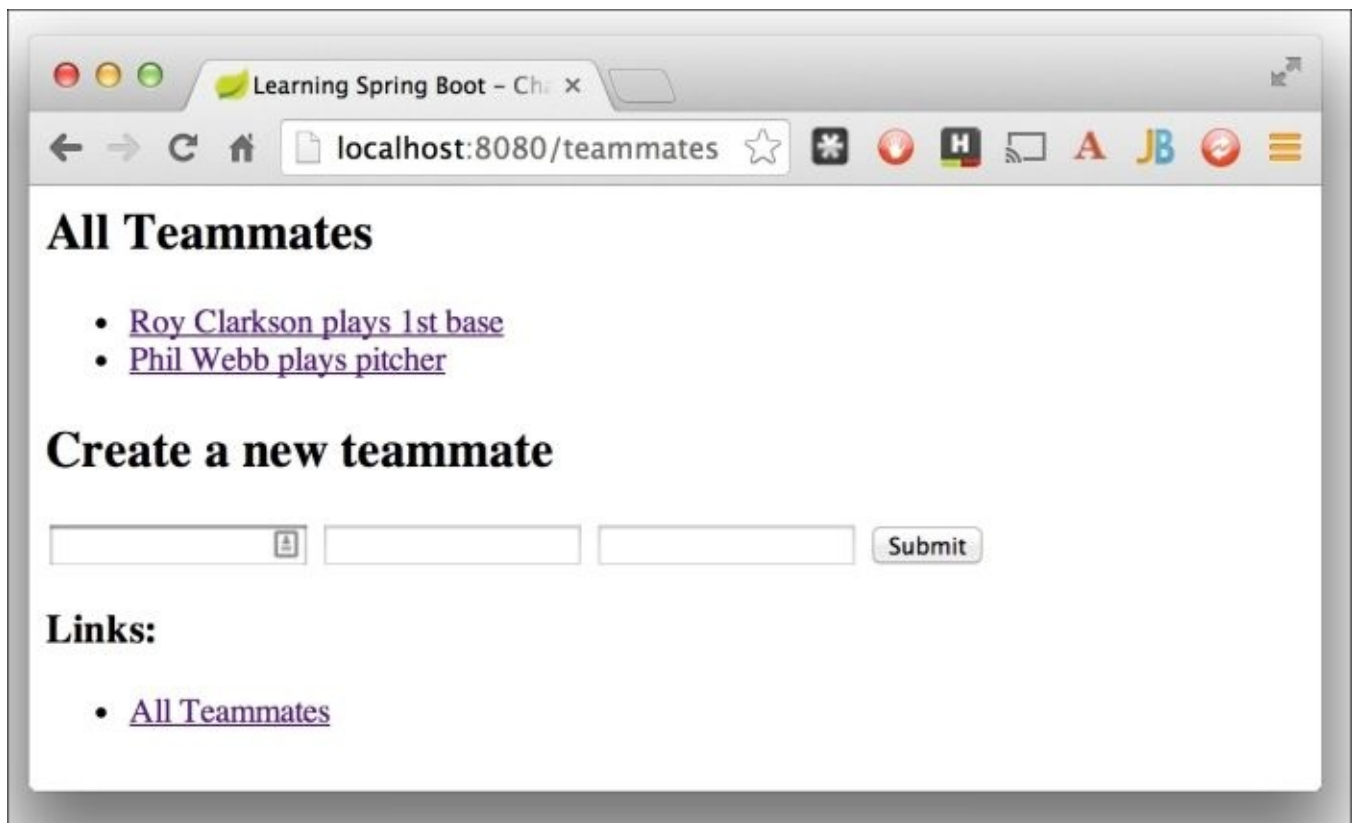 Learning Spring Boot – Ch
localhost:8080/teammates
H
A
JB
All Teammates
Roy Clarkson plays 1st base
Phil Webb plays pitcher
Create a new teammate
Submit
Links:
All Teammates